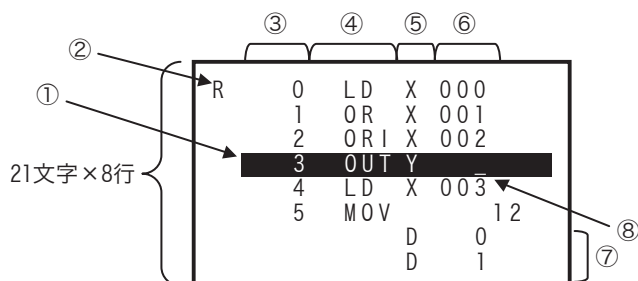 ③ ④ ⑤ ⑥
②
①
21文字×8行
R 0 LD X 000
1 OR X 001
2 ORI X 002
3 OUT Y _
4 LD X 003
5 MOV 12
D 0
D 1
⑧
⑦